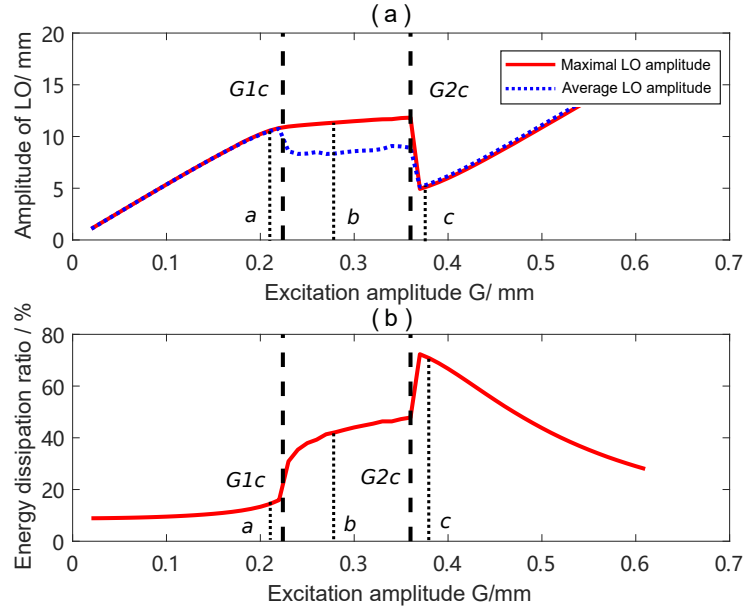 ( a )
Amplitude of LO/ mm
20
15
10
5
0
G1c
G2c
Maximal LO amplitude
Average LO amplitude
a
b
c
0 0.1 0.2 0.3 0.4 0.5 0.6 0.7
Excitation amplitude G/ mm
( b )
Energy dissipation ratio / %
80
60
40
20
0
G1c
G2c
a
b
c
0 0.1 0.2 0.3 0.4 0.5 0.6 0.7
Excitation amplitude G/mm